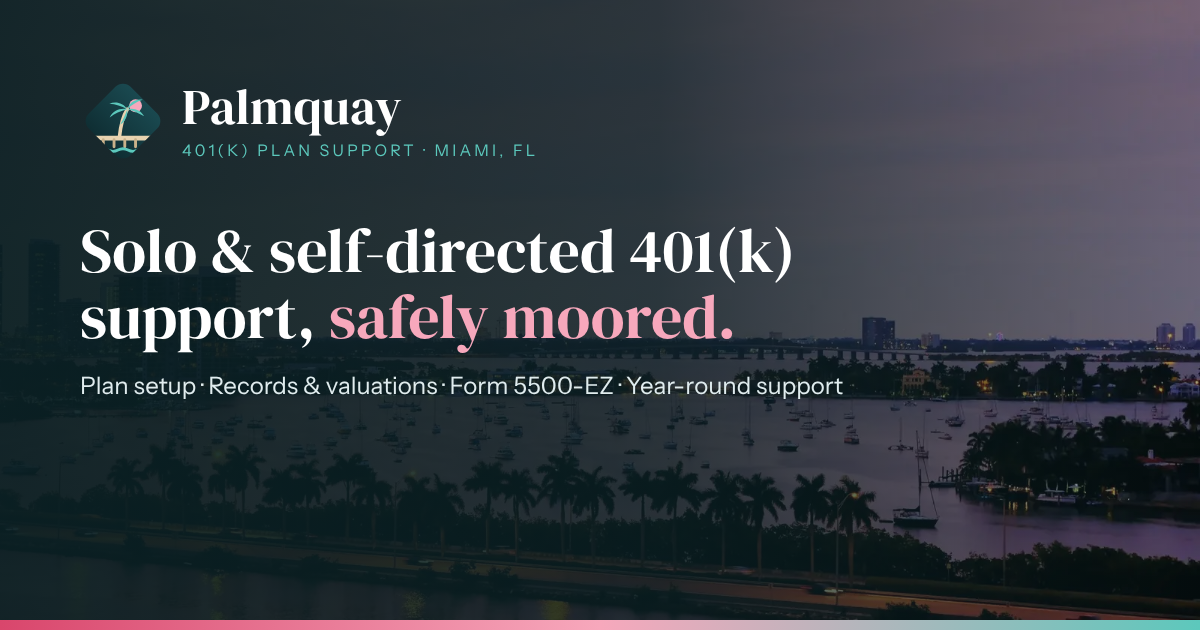 Palmquay
401(K) PLAN SUPPORT · MIAMI, FL
Solo & self-directed 401(k)
support, safely moored.
Plan setup · Records & valuations · Form 5500-EZ · Year-round support